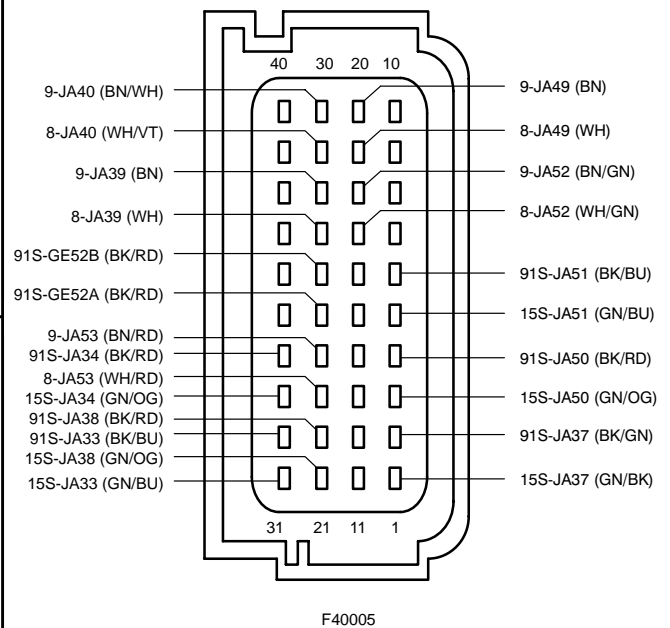 40 30 20 10
9-JA40 (BN/WH)
8-JA40 (WH/VT)
9-JA39 (BN)
8-JA39 (WH)
91S-GE52B (BK/RD)
91S-GE52A (BK/RD)
9-JA53 (BN/RD)
91S-JA34 (BK/RD)
8-JA53 (WH/RD)
15S-JA34 (GN/OG)
91S-JA38 (BK/RD)
91S-JA33 (BK/BU)
15S-JA38 (GN/OG)
15S-JA33 (GN/BU)
9-JA49 (BN)
8-JA49 (WH)
9-JA52 (BN/GN)
8-JA52 (WH/GN)
91S-JA51 (BK/BU)
15S-JA51 (GN/BU)
91S-JA50 (BK/RD)
15S-JA50 (GN/OG)
91S-JA37 (BK/GN)
15S-JA37 (GN/BK)
31 21 11 1
F40005